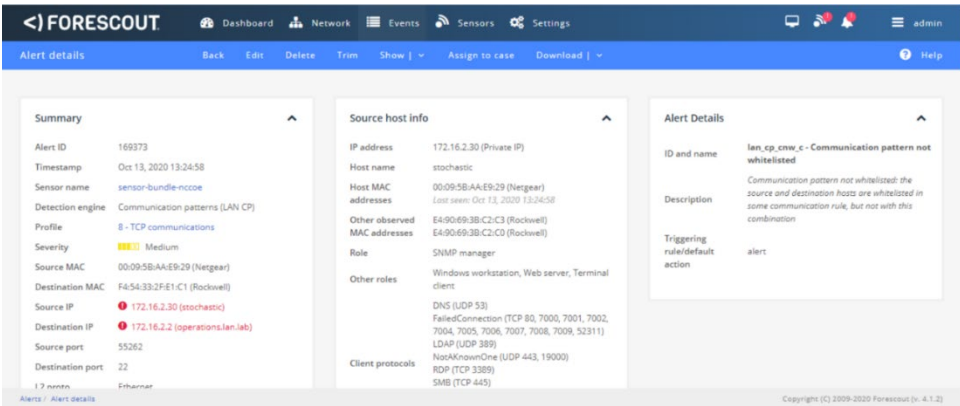 <) FORESCOUT. Dashboard Network Events Sensors Settings admin
Alert details Back Edit Delete Trim Show | Assign to case Download | Help
Summary
Alert ID 169373
Timestamp Oct 13, 2020 13:24:58
Sensor name sensor-bundle-nccoe
Detection engine Communication patterns (LAN CP)
Profile 8 - TCP communications
Severity Medium
Source MAC 00:09:5B:AA:E9:29 (Netgear)
Destination MAC F4:54:33:2F:E1:C1 (Rockwell)
Source IP 172.16.2.30 (stochastic)
Destination IP 172.16.2.2 (operations.lan.lab)
Source port 55262
Destination port 22
L2 proto Ethernet
Source host info
IP address 172.16.2.30 (Private IP)
Host name stochastic
Host MAC addresses
00:09:5B:AA:E9:29 (Netgear)
Last seen: Oct 13, 2020 13:24:58
Other observed MAC addresses
E4:90:69:3B:C2:C3 (Rockwell)
E4:90:69:3B:C2:C0 (Rockwell)
Role SNMP manager
Other roles
Windows workstation, Web server, Terminal
client
Client protocols
DNS (UDP 53)
FailedConnection (TCP 80, 7000, 7001, 7002,
7004, 7005, 7006, 7007, 7008, 7009, 52311)
LDAP (UDP 389)
NotAKnownOne (UDP 443, 19000)
RDP (TCP 3389)
SMB (TCP 445)
Alert Details
ID and name
lan_cp_cnw_c - Communication pattern not
whitelisted
Description
Communication pattern not whitelisted: the
source and destination hosts are whitelisted in
some communication rule, but not with this
combination
Triggering
rule/default
action
alert
Alerts / Alert details
Copyright (C) 2009-2020 Forescout (v. 4.1.2)